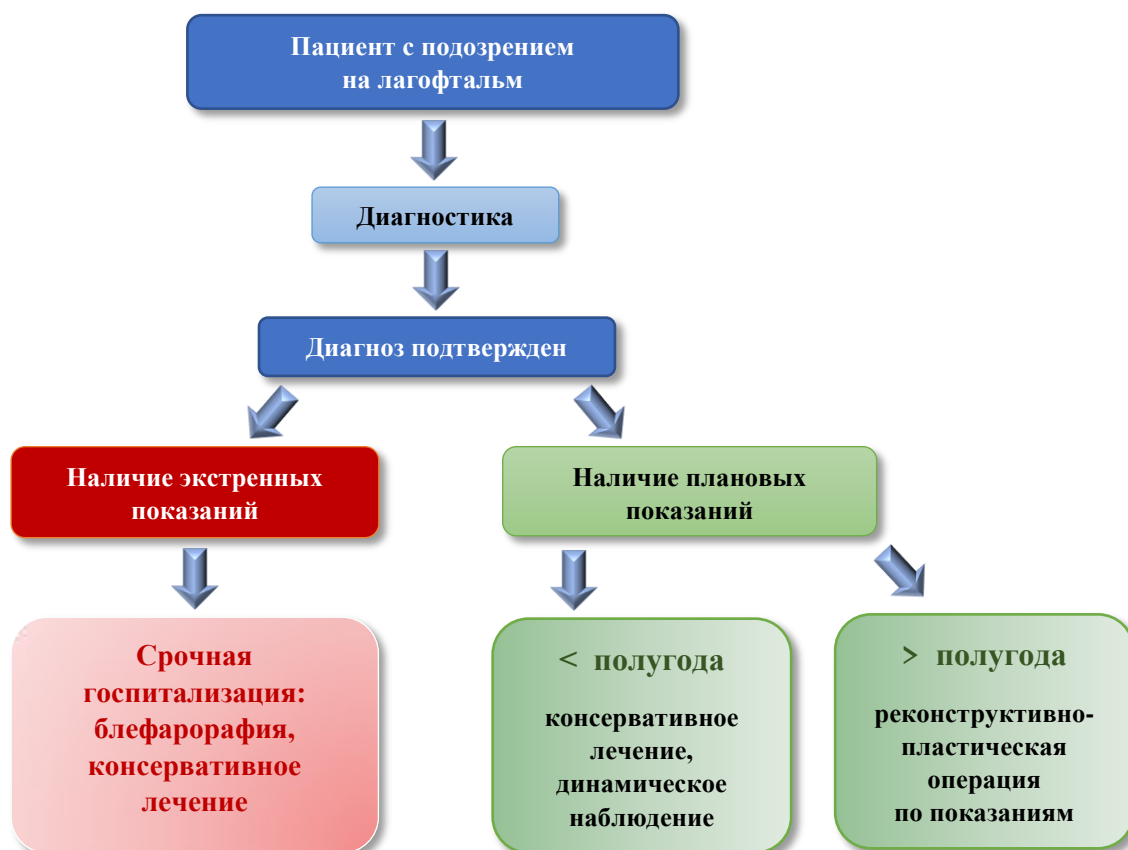 Пациент с подозрением
на лагофтальм
Диагностика
Диагноз подтвержден
Наличие экстренных
показаний
Наличие плановых
показаний
Срочная
госпитализация:
блефарорафия,
консервативное
лечение
< полугода
консервативное
лечение,
динамическое
наблюдение
> полугода
реконструктивно-
пластическая
операция
по показаниям